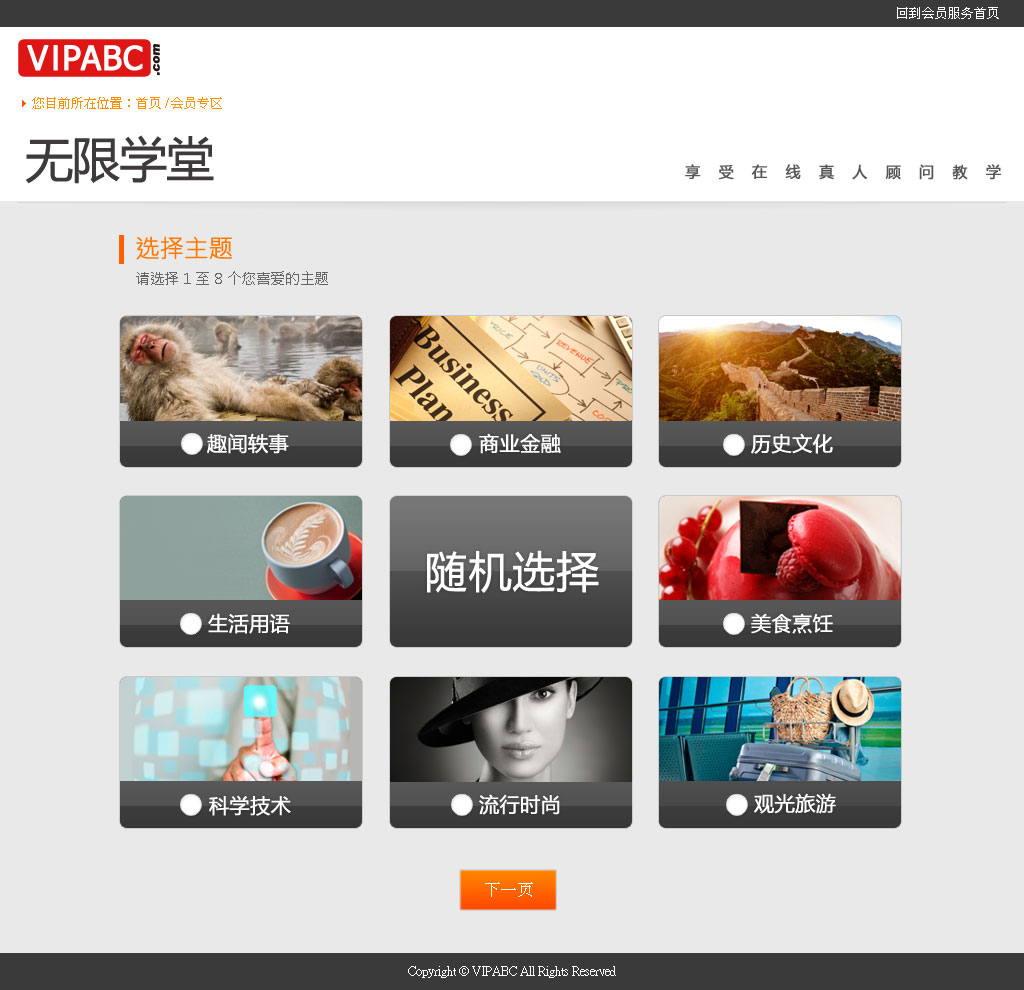 回到会员服务首页
VIPABC.com
您目前所在位置：首页 / 会员专区
无限学堂
享受在线真人顾问教学
选择主题
请选择 1 至 8 个您喜爱的主题
Business Plan
RICE
REVENUE
UNITS SOLD
趣闻轶事
商业金融
历史文化
随机选择
生活用语
美食烹饪
科学技术
流行时尚
观光旅游
下一页
Copyright © VIPABC All Rights Reserved